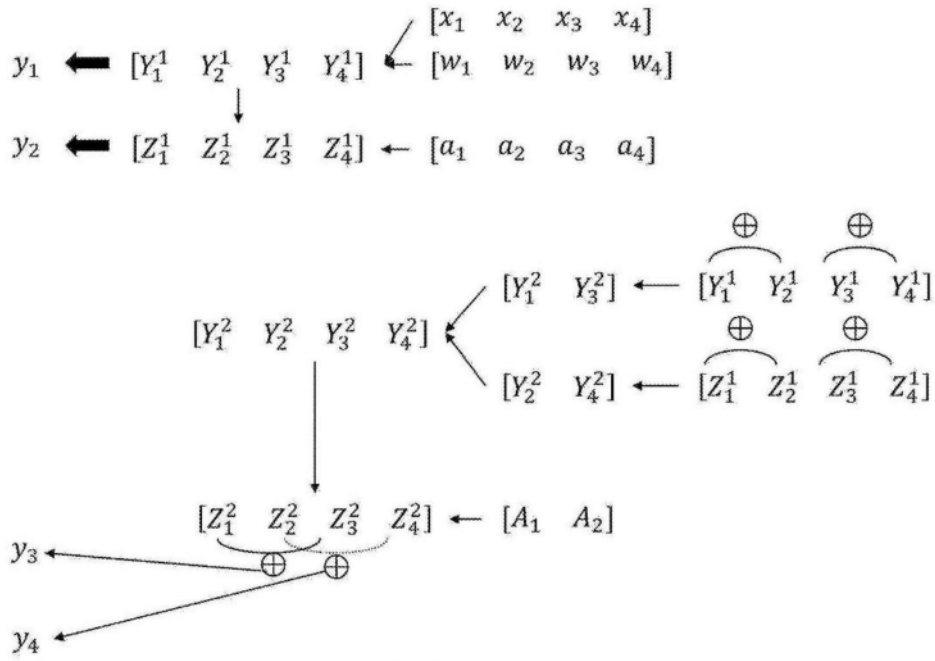 [x₁ x₂ x₃ x₄]
y₁ [Y₁¹ Y₂¹ Y₃¹ Y₄¹] [w₁ w₂ w₃ w₄]
y₂ [Z₁¹ Z₂¹ Z₃¹ Z₄¹] [a₁ a₂ a₃ a₄]
⊕ ⊕
[Y₁² Y₃²] [Y₁¹ Y₂¹ Y₃¹ Y₄¹]
⊕ ⊕
[Y₁² Y₂² Y₃² Y₄²]
[Y₂² Y₄²] [Z₁¹ Z₂¹ Z₃¹ Z₄¹]
[Z₁² Z₂² Z₃² Z₄²] [A₁ A₂]
y₃ ⊕ ⊕
y₄